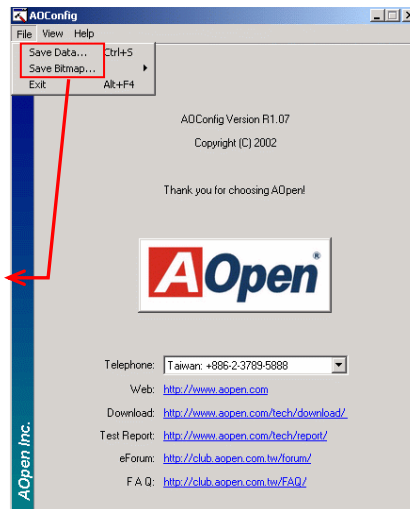 AOConfig
File View Help
Save Data... Ctrl+S
Save Bitmap...
Exit Alt+F4
AOConfig Version R1.07
Copyright (C) 2002
Thank you for choosing AOpen!
AOpen®
Telephone: Taiwan: +886-2-3789-5888
Web: http://www.aopen.com
Download: http://www.aopen.com/tech/download/
Test Report: http://www.aopen.com/tech/report/
eForum: http://club.aopen.com.tw/forum/
F A Q: http://club.aopen.com.tw/FAQ/
AOpen Inc.